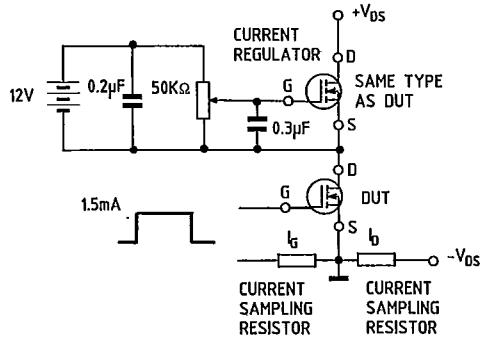 +VDS
CURRENT
REGULATOR
D
G
SAME TYPE
AS DUT
12V
0.2µF
50KΩ
0.3µF
S
D
G
DUT
1.5mA
S
IG
ID
-VDS
CURRENT
SAMPLING
RESISTOR
CURRENT
SAMPLING
RESISTOR